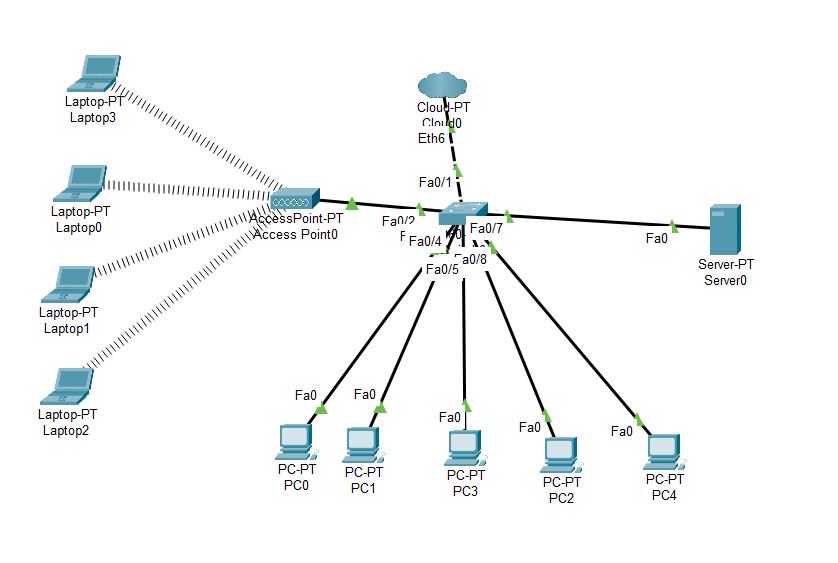 Laptop-PT
Laptop3
Cloud-PT
Cloud0
Eth6
Fa0/1
Laptop-PT
Laptop0
AccessPoint-PT
Access Point0
Fa0/2
Fa0/7
Fa0/4
Fa0/8
Fa0/5
Fa0
Server-PT
Server0
Laptop-PT
Laptop1
Laptop-PT
Laptop2
Fa0
Fa0
Fa0
Fa0
Fa0
PC-PT
PC0
PC-PT
PC1
PC-PT
PC3
PC-PT
PC2
PC-PT
PC4